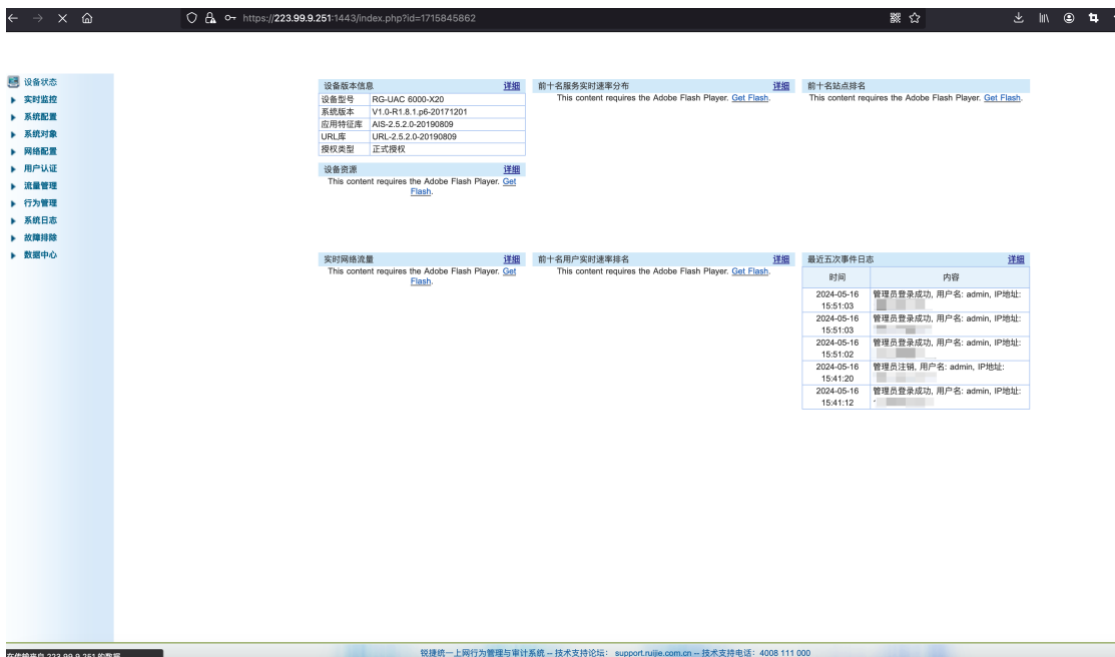 https://223.99.9.251:1443/index.php?id=1715845862
设备状态
实时监控
系统配置
系统对象
网络配置
用户认证
流量管理
行为管理
系统日志
故障排除
数据中心
设备版本信息 详细
设备型号 RG-UAC 6000-X20
系统版本 V1.0-R1.8.1.p6-20171201
应用特征库 AIS-2.5.2.0-20190809
URL库 URL-2.5.2.0-20190809
授权类型 正式授权
设备资源 详细
This content requires the Adobe Flash Player. Get
Flash.
前十名服务实时速率分布 详细
This content requires the Adobe Flash Player. Get Flash.
前十名站点排名
This content requires the Adobe Flash Player. Get Flash.
实时网络流量 详细
This content requires the Adobe Flash Player. Get
Flash.
前十名用户实时速率排名 详细
This content requires the Adobe Flash Player. Get Flash.
最近五次事件日志 详细
时间 内容
2024-05-16 管理员登录成功, 用户名: admin, IP地址:
15:51:03
2024-05-16 管理员登录成功, 用户名: admin, IP地址:
15:51:03
2024-05-16 管理员登录成功, 用户名: admin, IP地址:
15:51:02
2024-05-16 管理员注销, 用户名: admin, IP地址:
15:41:20
2024-05-16 管理员登录成功, 用户名: admin, IP地址:
15:41:12
锐捷统一上网行为管理与审计系统 -- 技术支持论坛: support.ruijie.com.cn -- 技术支持电话: 4008 111 000